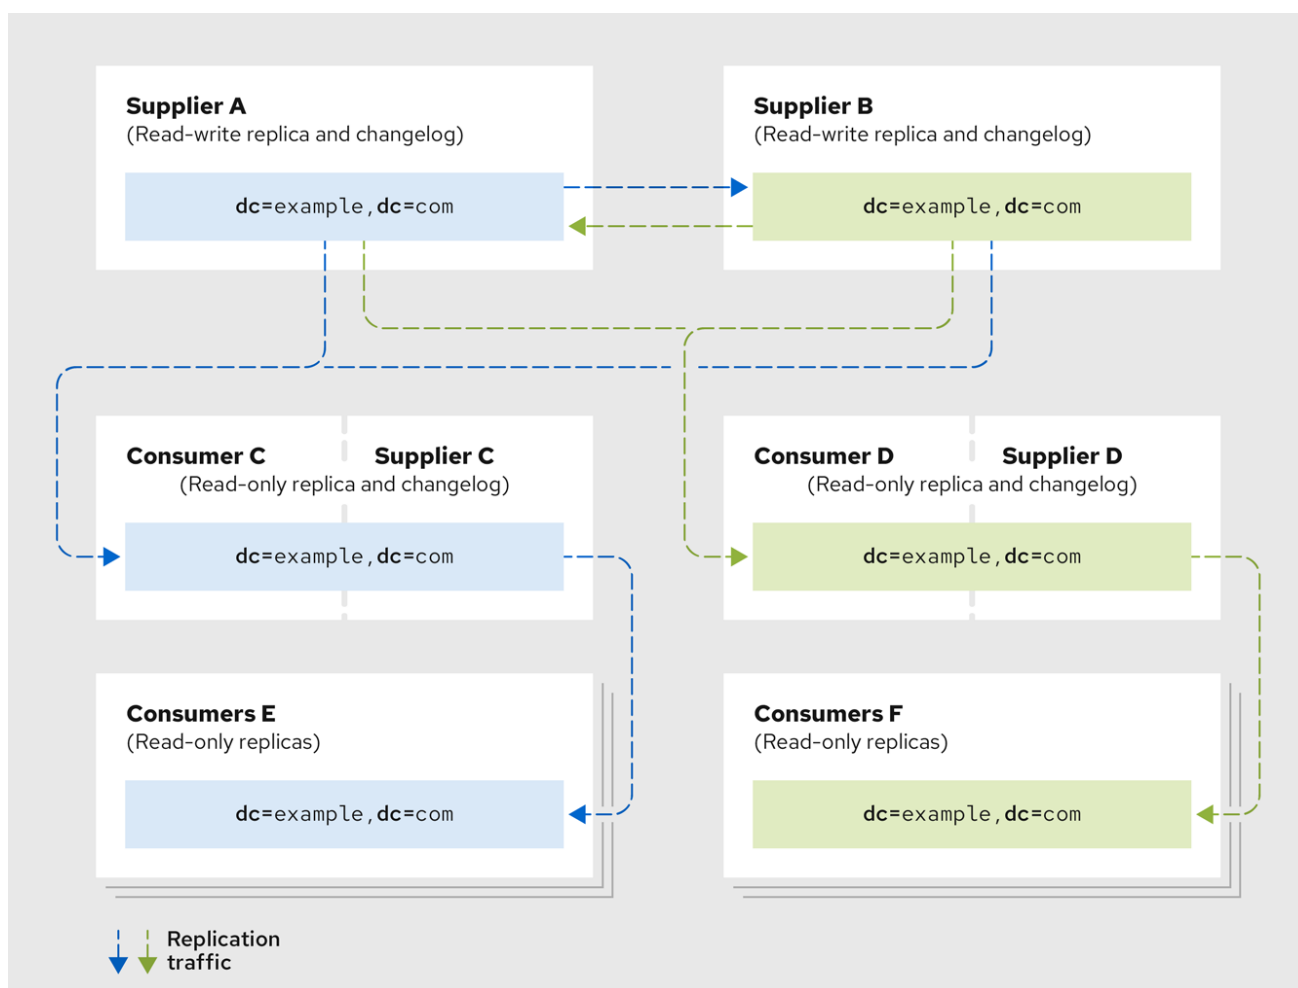 Supplier A
(Read-write replica and changelog)
dc=example,dc=com
Supplier B
(Read-write replica and changelog)
dc=example,dc=com
Consumer C
Supplier C
(Read-only replica and changelog)
dc=example,dc=com
Consumer D
Supplier D
(Read-only replica and changelog)
dc=example,dc=com
Consumers E
(Read-only replicas)
dc=example,dc=com
Consumers F
(Read-only replicas)
dc=example,dc=com
Replication
traffic